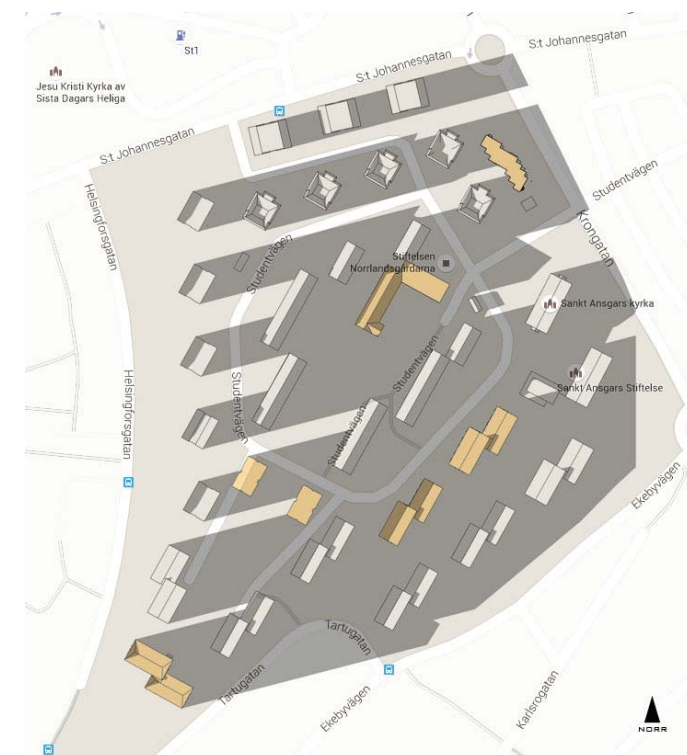 S:t Johannesgatan
St1
S:t Johannesgatan
Jesu Kristi Kyrka av
Sista Dagars Heliga
S:t Johannesgatan
Studentvägen
Helsingforsgatan
Krongatan
Studentvägen
Stiftelsen
Norrlandsgårdarna
Sankt Ansgars kyrka
Studentvägen
Sankt Ansgars Stiftelse
Helsingforsgatan
Studentvägen
Studentvägen
Ekebyvägen
Tartugatan
Tartugatan
Ekebyvägen
Karlsrogatan
NORR